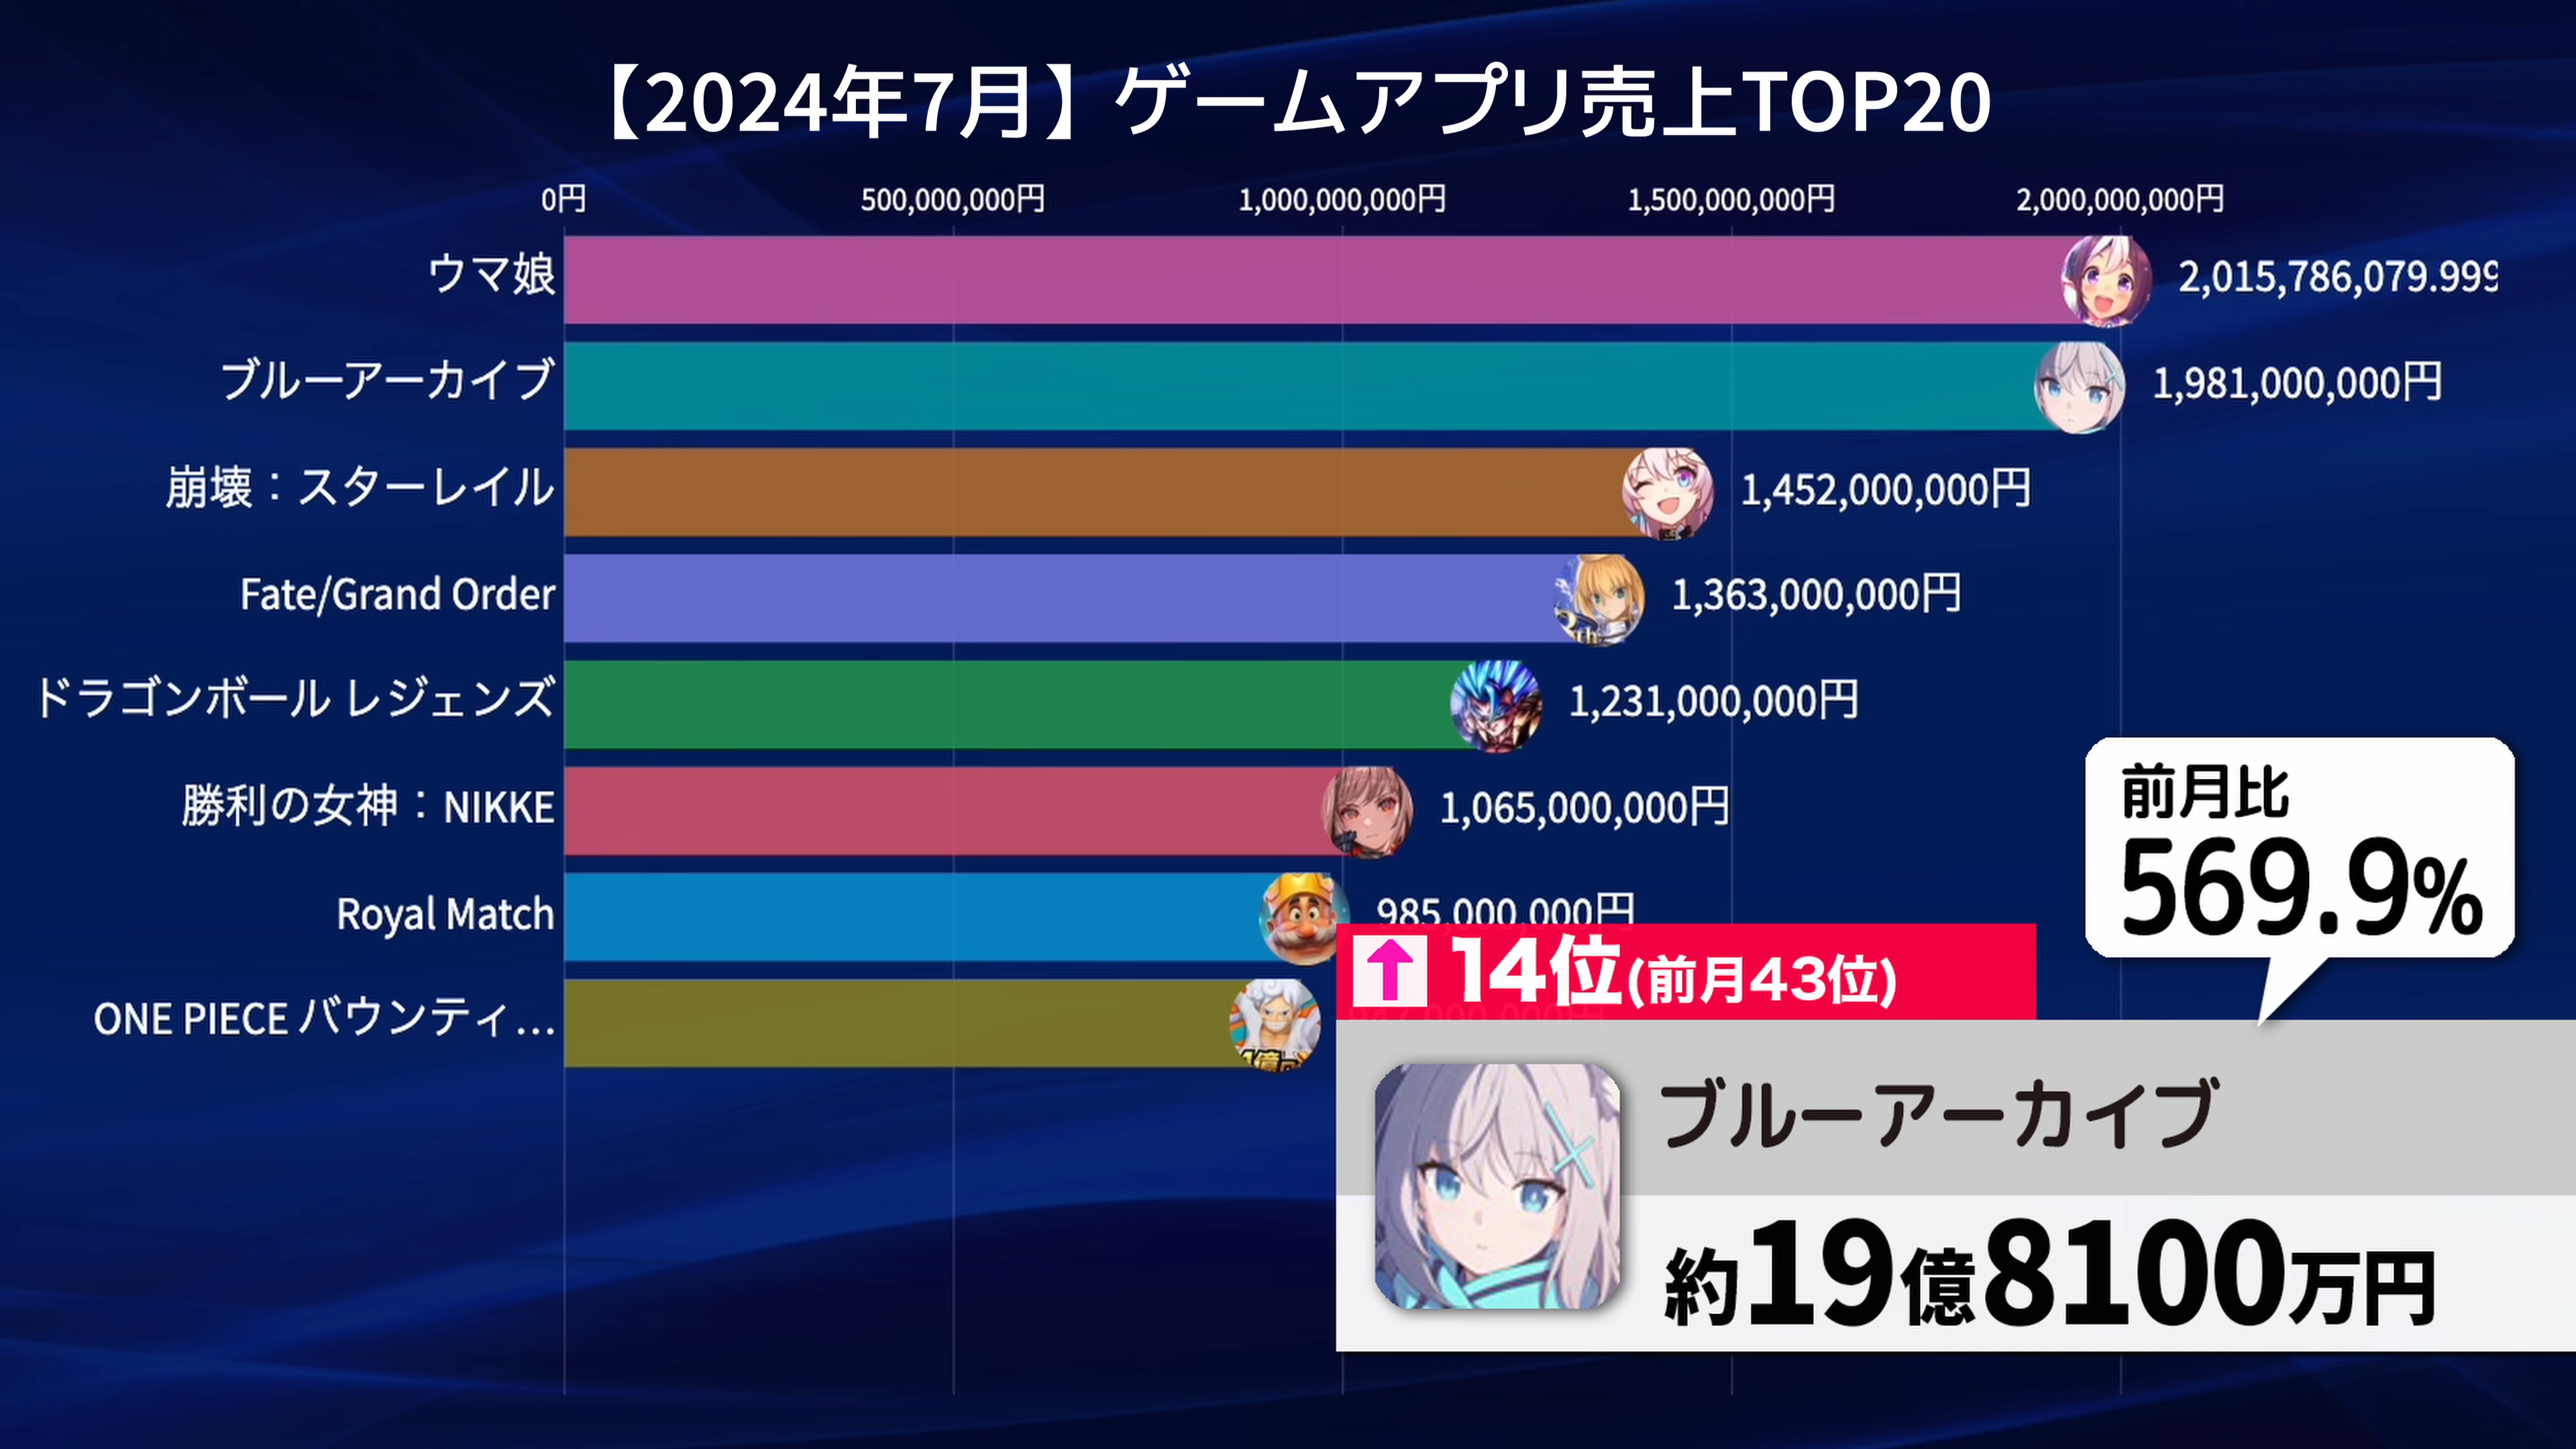 【2024年7月】ゲームアプリ売上TOP20
0円 500,000,000円 1,000,000,000円 1,500,000,000円 2,000,000,000円
ウマ娘 2,015,786,079.999
ブルーアーカイブ 1,981,000,000円
崩壊：スターレイル 1,452,000,000円
Fate/Grand Order 1,363,000,000円
ドラゴンボール レジェンズ 1,231,000,000円
勝利の女神：NIKKE 1,065,000,000円
Royal Match 985,000,000円
ONE PIECE バウンティ…
前月比
569.9%
14位(前月43位)
ブルーアーカイブ
約19億8100万円